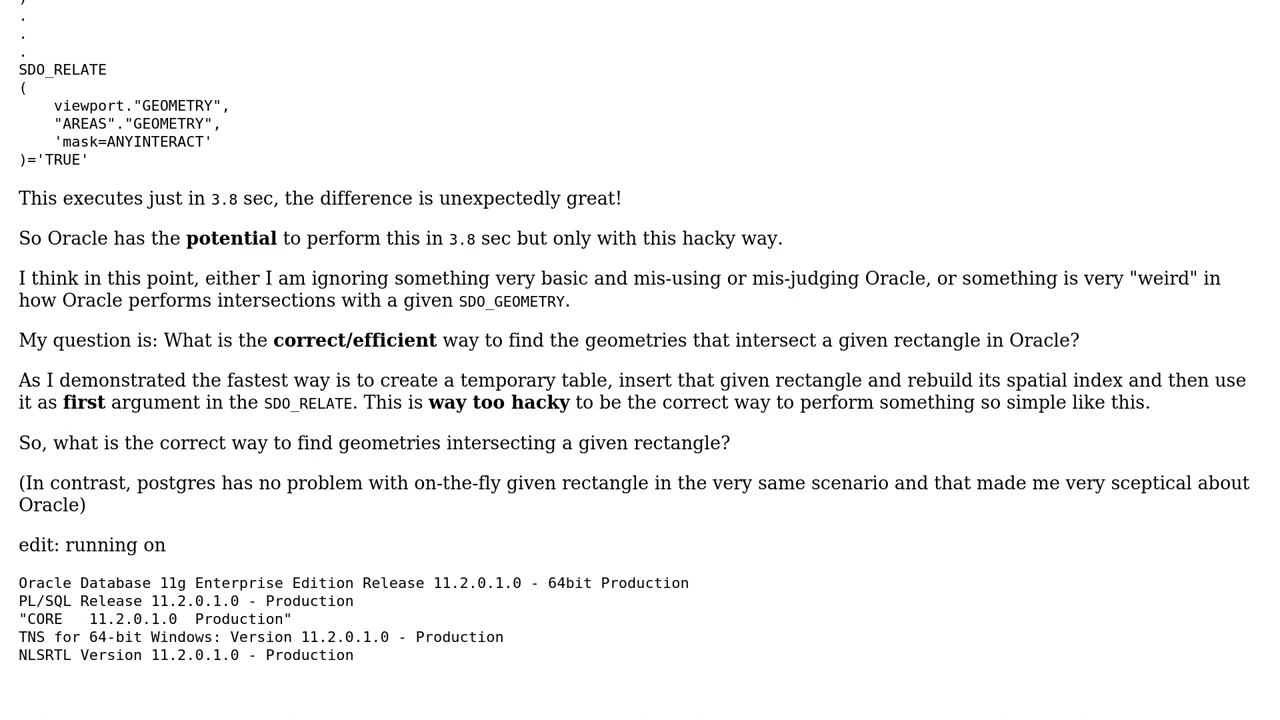 )
.
.
.
SDO_RELATE
(
    viewport."GEOMETRY",
    "AREAS"."GEOMETRY",
    'mask=ANYINTERACT'
)='TRUE'
This executes just in 3.8 sec, the difference is unexpectedly great!
So Oracle has the potential to perform this in 3.8 sec but only with this hacky way.
I think in this point, either I am ignoring something very basic and mis-using or mis-judging Oracle, or something is very "weird" in
how Oracle performs intersections with a given SDO_GEOMETRY.
My question is: What is the correct/efficient way to find the geometries that intersect a given rectangle in Oracle?
As I demonstrated the fastest way is to create a temporary table, insert that given rectangle and rebuild its spatial index and then use
it as first argument in the SDO_RELATE. This is way too hacky to be the correct way to perform something so simple like this.
So, what is the correct way to find geometries intersecting a given rectangle?
(In contrast, postgres has no problem with on-the-fly given rectangle in the very same scenario and that made me very sceptical about
Oracle)
edit: running on
Oracle Database 11g Enterprise Edition Release 11.2.0.1.0 - 64bit Production
PL/SQL Release 11.2.0.1.0 - Production
"CORE   11.2.0.1.0  Production"
TNS for 64-bit Windows: Version 11.2.0.1.0 - Production
NLSRTL Version 11.2.0.1.0 - Production